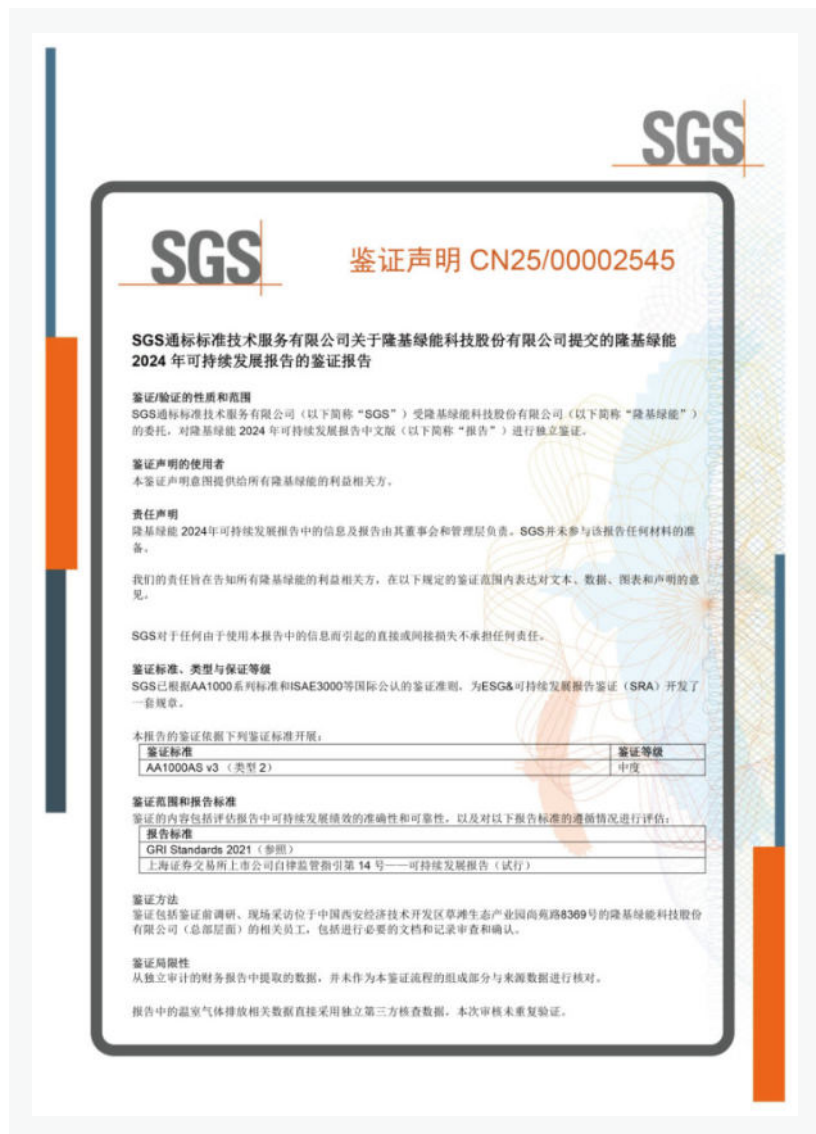 SGS
SGS
鉴证声明 CN25/00002545
SGS通标标准技术服务有限公司关于隆基绿能科技股份有限公司提交的隆基绿能
2024 年可持续发展报告的鉴证报告
鉴证/验证的性质和范围
SGS通标标准技术服务有限公司（以下简称“SGS”）受隆基绿能科技股份有限公司（以下简称“隆基绿能”）
的委托，对隆基绿能 2024 年可持续发展报告中文版（以下简称“报告”）进行独立鉴证。
鉴证声明的使用者
本鉴证声明意图提供给所有隆基绿能的利益相关方。
责任声明
隆基绿能 2024年可持续发展报告中的信息及报告由其董事会和管理层负责。SGS并未参与该报告任何材料的准
备。
我们的责任旨在告知所有隆基绿能的利益相关方，在以下规定的鉴证范围内表达对文本、数据、图表和声明的意
见。
SGS对于任何由于使用本报告中的信息而引起的直接或间接损失不承担任何责任。
鉴证标准、类型与保证等级
SGS已根据AA1000系列标准和ISAE3000等国际公认的鉴证准则，为ESG&可持续发展报告鉴证（SRA）开发了
一套规章。
本报告的鉴证依据下列鉴证标准开展：
鉴证标准 鉴证等级
AA1000AS v3 （类型 2） 中度
鉴证范围和报告标准
鉴证的内容包括评估报告中可持续发展绩效的准确性和可靠性，以及对以下报告标准的遵循情况进行评估：
报告标准
GRI Standards 2021（参照）
上海证券交易所上市公司自律监管指引第 14 号——可持续发展报告（试行）
鉴证方法
鉴证包括鉴证前调研、现场采访位于中国西安经济技术开发区草滩生态产业园尚苑路8369号的隆基绿能科技股份
有限公司（总部层面）的相关员工，包括进行必要的文档和记录审查和确认。
鉴证局限性
从独立审计的财务报告中提取的数据，并未作为本鉴证流程的组成部分与来源数据进行核对。
报告中的温室气体排放相关数据直接采用独立第三方核查数据，本次审核未重复验证。